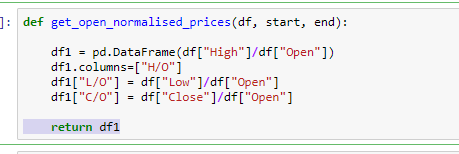 ]: def get_open_normalised_prices(df, start, end):
df1 = pd.DataFrame(df["High"]/df["Open"])
df1.columns=["H/O"]
df1["L/O"] = df["Low"]/df["Open"]
df1["C/O"] = df["Close"]/df["Open"]
return df1